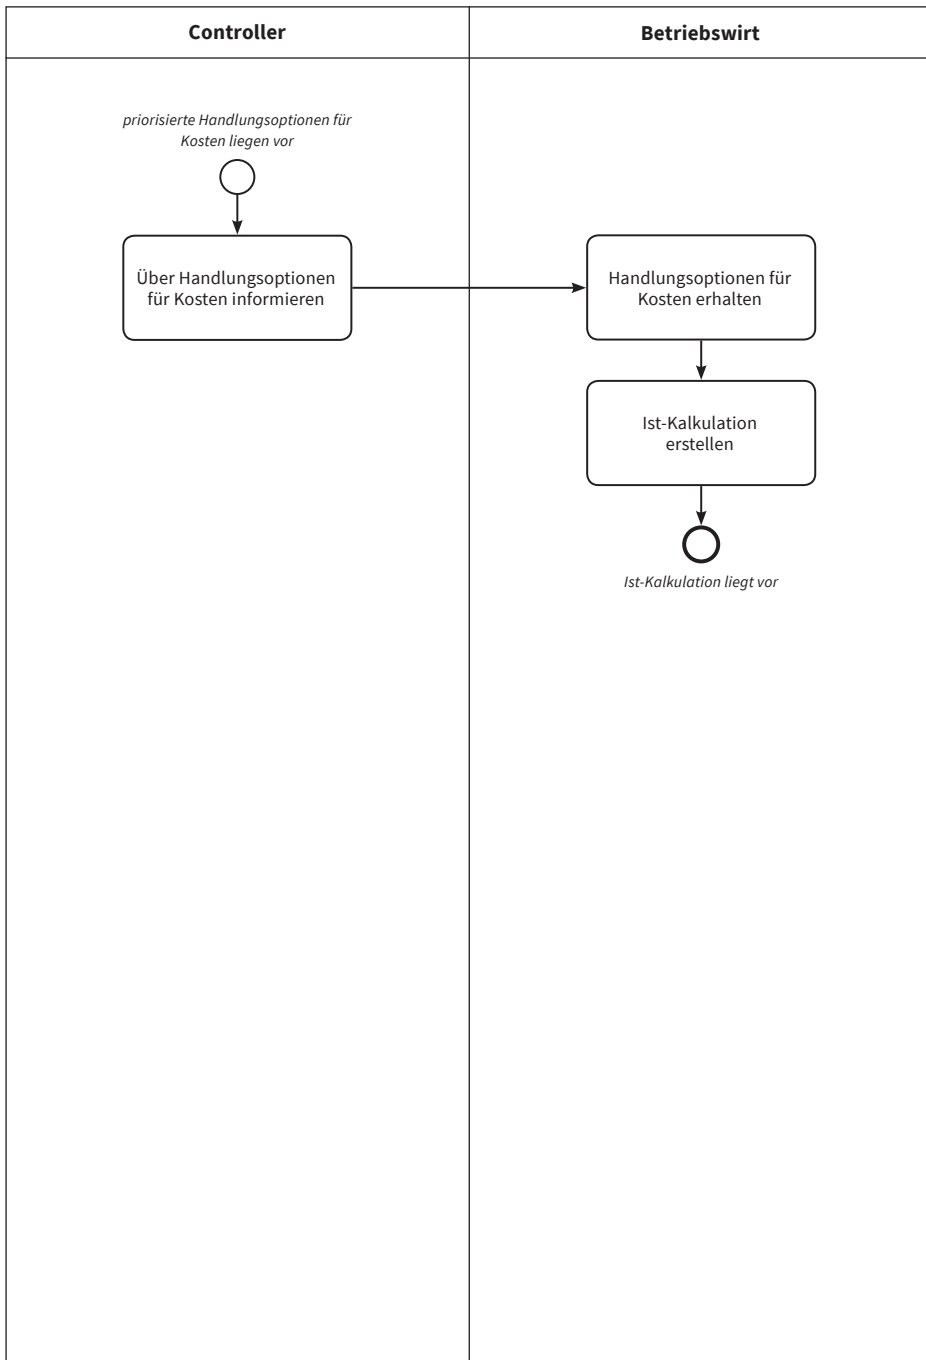 Controller
Betriebswirt
priorisierte Handlungsoptionen für
Kosten liegen vor
Über Handlungsoptionen
für Kosten informieren
Handlungsoptionen für
Kosten erhalten
Ist-Kalkulation
erstellen
Ist-Kalkulation liegt vor